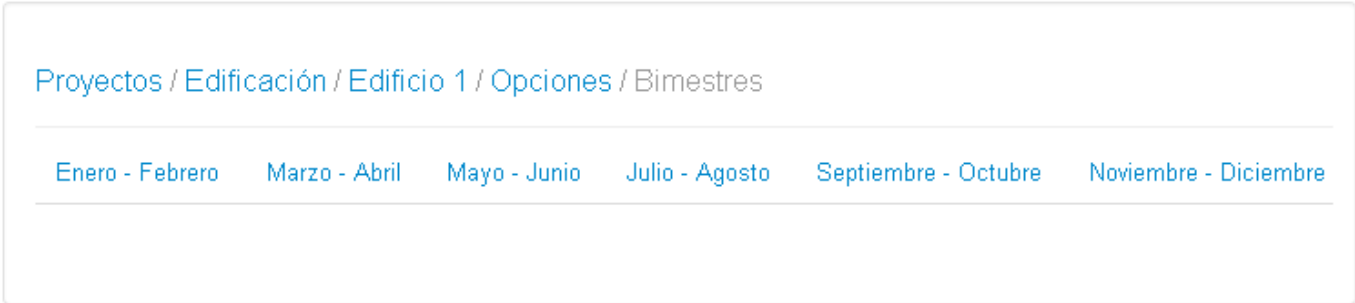 Proyectos / Edificación / Edificio 1 / Opciones / Bimestres
Enero - Febrero Marzo - Abril Mayo - Junio Julio - Agosto Septiembre - Octubre Noviembre - Diciembre